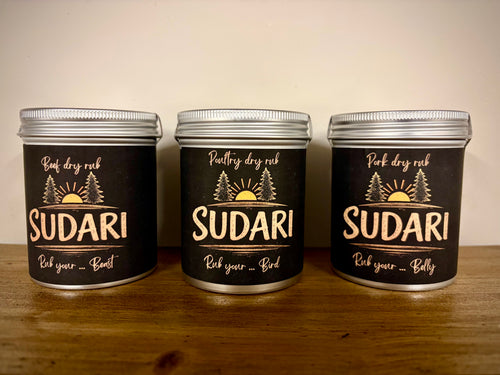 Beef dry rub
SUDARI
Rub your ... Beast
Poultry dry rub
SUDARI
Rub your ... Bird
Pork dry rub
SUDARI
Rub your ... Belly